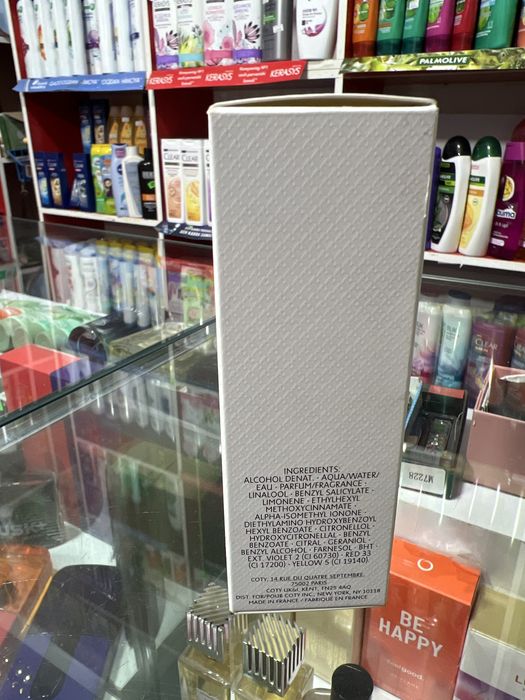 KERASYS
KERASYS
KERASYS
PALMOLIVE
CLEAR
CLEAR
CLEAR
INGREDIENTS:
ALCOHOL DENAT. · AQUA/WATER/
EAU · PARFUM/FRAGRANCE ·
LINALOOL · BENZYL SALICYLATE ·
LIMONENE · ETHYLHEXYL
METHOXYCINNAMATE ·
ALPHA-ISOMETHYL IONONE ·
DIETHYLAMINO HYDROXYBENZOYL
HEXYL BENZOATE · CITRONELLOL ·
HYDROXYCITRONELLAL · BENZYL
BENZOATE · CITRAL · GERANIOL ·
BENZYL ALCOHOL · FARNESOL · BHT ·
EXT. VIOLET 2 (CI 60730) · RED 33
(CI 17200) · YELLOW 5 (CI 19140)
COTY, 14 RUE DU QUATRE SEPTEMBRE,
75002 PARIS
COTY UK&I, KENT, TN25 4AQ
DIST. FOR/POUR COTY INC., NEW YORK, NY 10118
MADE IN FRANCE / FABRIQUÉ EN FRANCE
M7228
BE
HAPPY